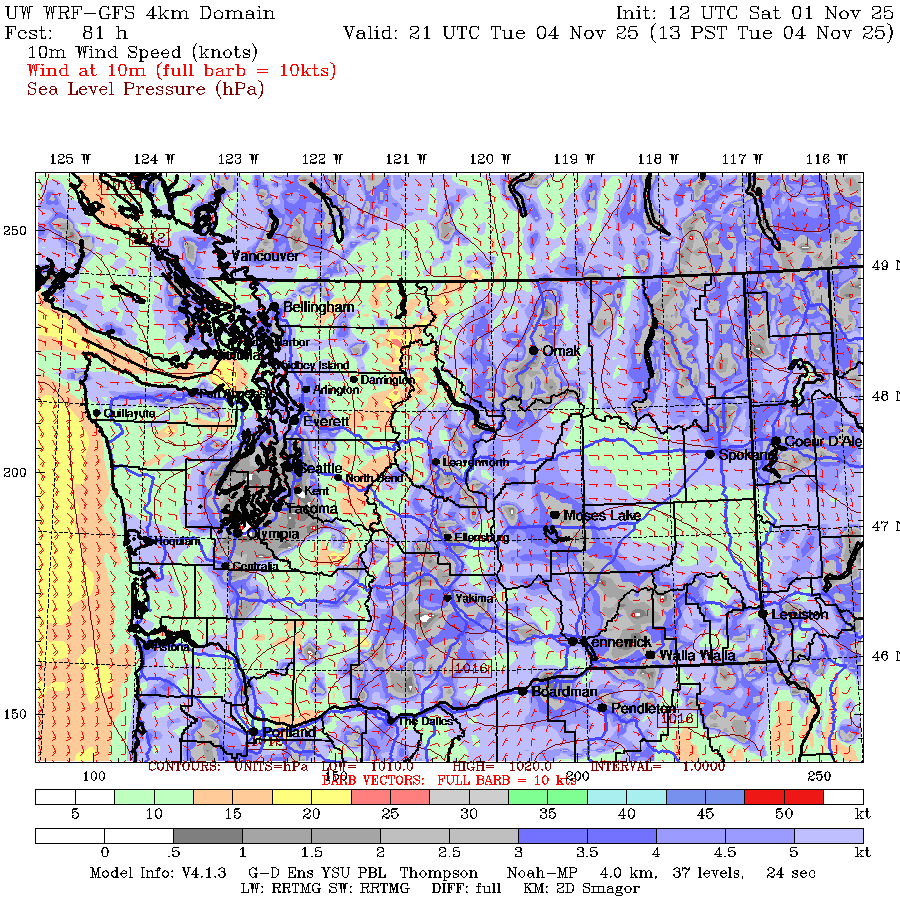 UW WRF-GFS 4km Domain Init: 12 UTC Sat 01 Nov 25
Fcst: 81 h Valid: 21 UTC Tue 04 Nov 25 (13 PST Tue 04 Nov 25)
10m Wind Speed (knots)
Wind at 10m (full barb = 10kts)
Sea Level Pressure (hPa)
125 W 124 W 123 W 122 W 121 W 120 W 119 W 118 W 117 W 116 W
250
1012
Vancouver
49 N
Bellingham
Omak
Whidbey Island
Darrington
Arlington
48 N
Quillayute
Everett
Coeur D'Ale
Spokane
Leavenworth
200
Seattle
North Bend
Kent
Tacoma
Moses Lake
47 N
Olympia
Hoquiam
Ellensburg
Centralia
Yakima
Lewiston
Kennewick
Astoria
Walla Walla
46 N
1016
Boardman
Pendleton
150
The Dalles
1016
Portland
CONTOURS: UNITS=hPa LOW= 1010.0 HIGH= 1020.0 INTERVAL= 1.0000
100 150 200 250
BARB VECTORS: FULL BARB = 10 kts
5 10 15 20 25 30 35 40 45 50 kt
0 .5 1 1.5 2 2.5 3 3.5 4 4.5 5 kt
Model Info: V4.1.3 G-D Ens YSU PBL Thompson Noah-MP 4.0 km, 37 levels, 24 sec
LW: RRTMG SW: RRTMG DIFF: full KM: 2D Smagor